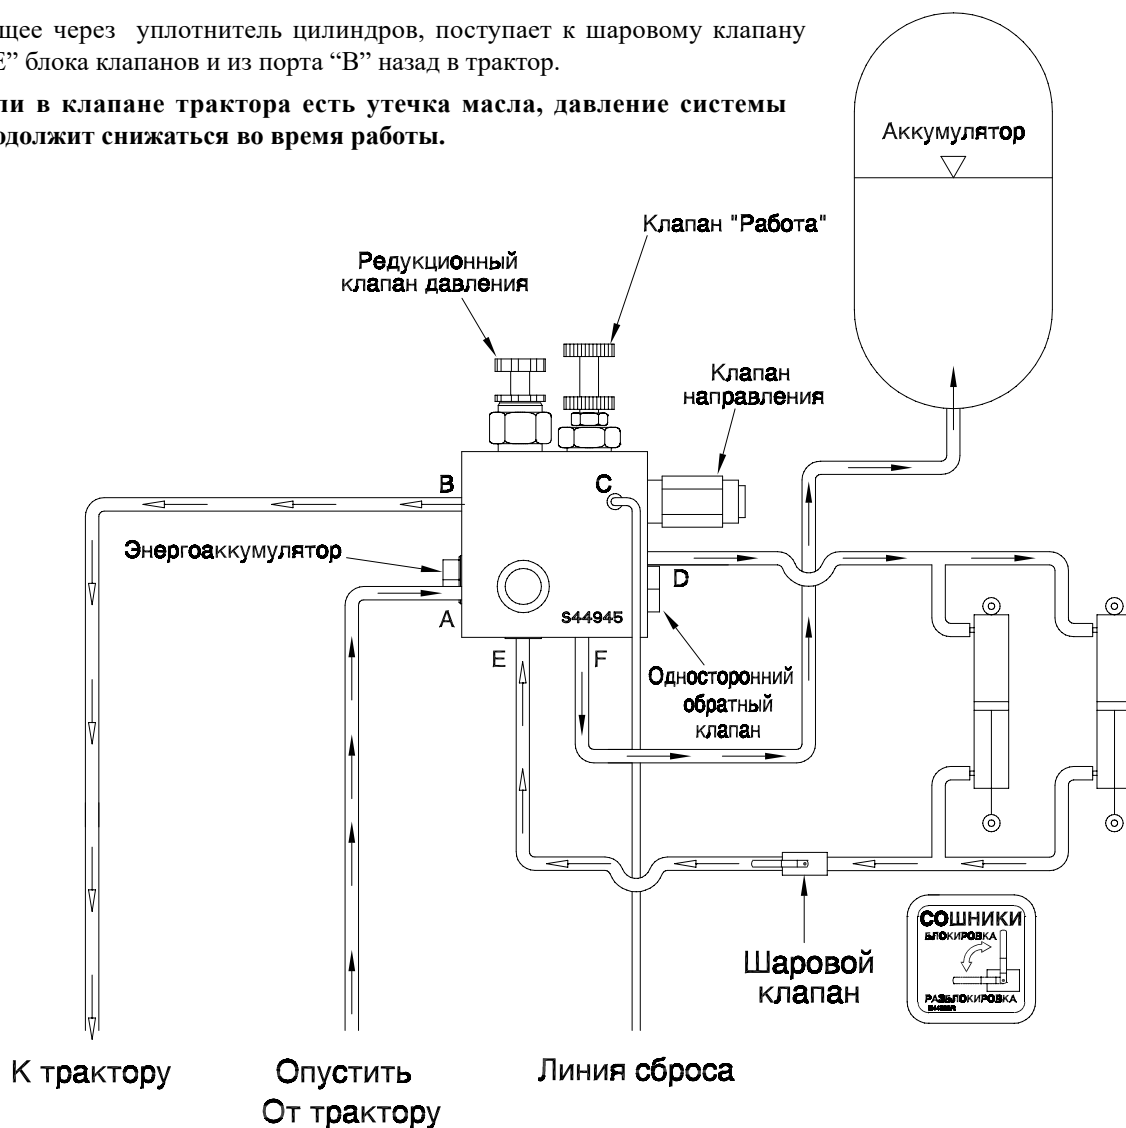 щее через уплотнитель цилиндров, поступает к шаровому клапану
Е” блока клапанов и из порта “В” назад в трактор.
ли в клапане трактора есть утечка масла, давление системы
одолжит снижаться во время работы.
Аккумулятор
Клапан "Работа"
Редукционный
клапан давления
Клапан
направления
B
C
Энергоаккумулятор
D
A
S44945
E
F
Односторонний
обратный
клапан
СОШНИКИ
БЛОКИРОВКА
РАЗБЛОКИРОВКА
Шаровой
клапан
К трактору
Опустить
От трактору
Линия сброса